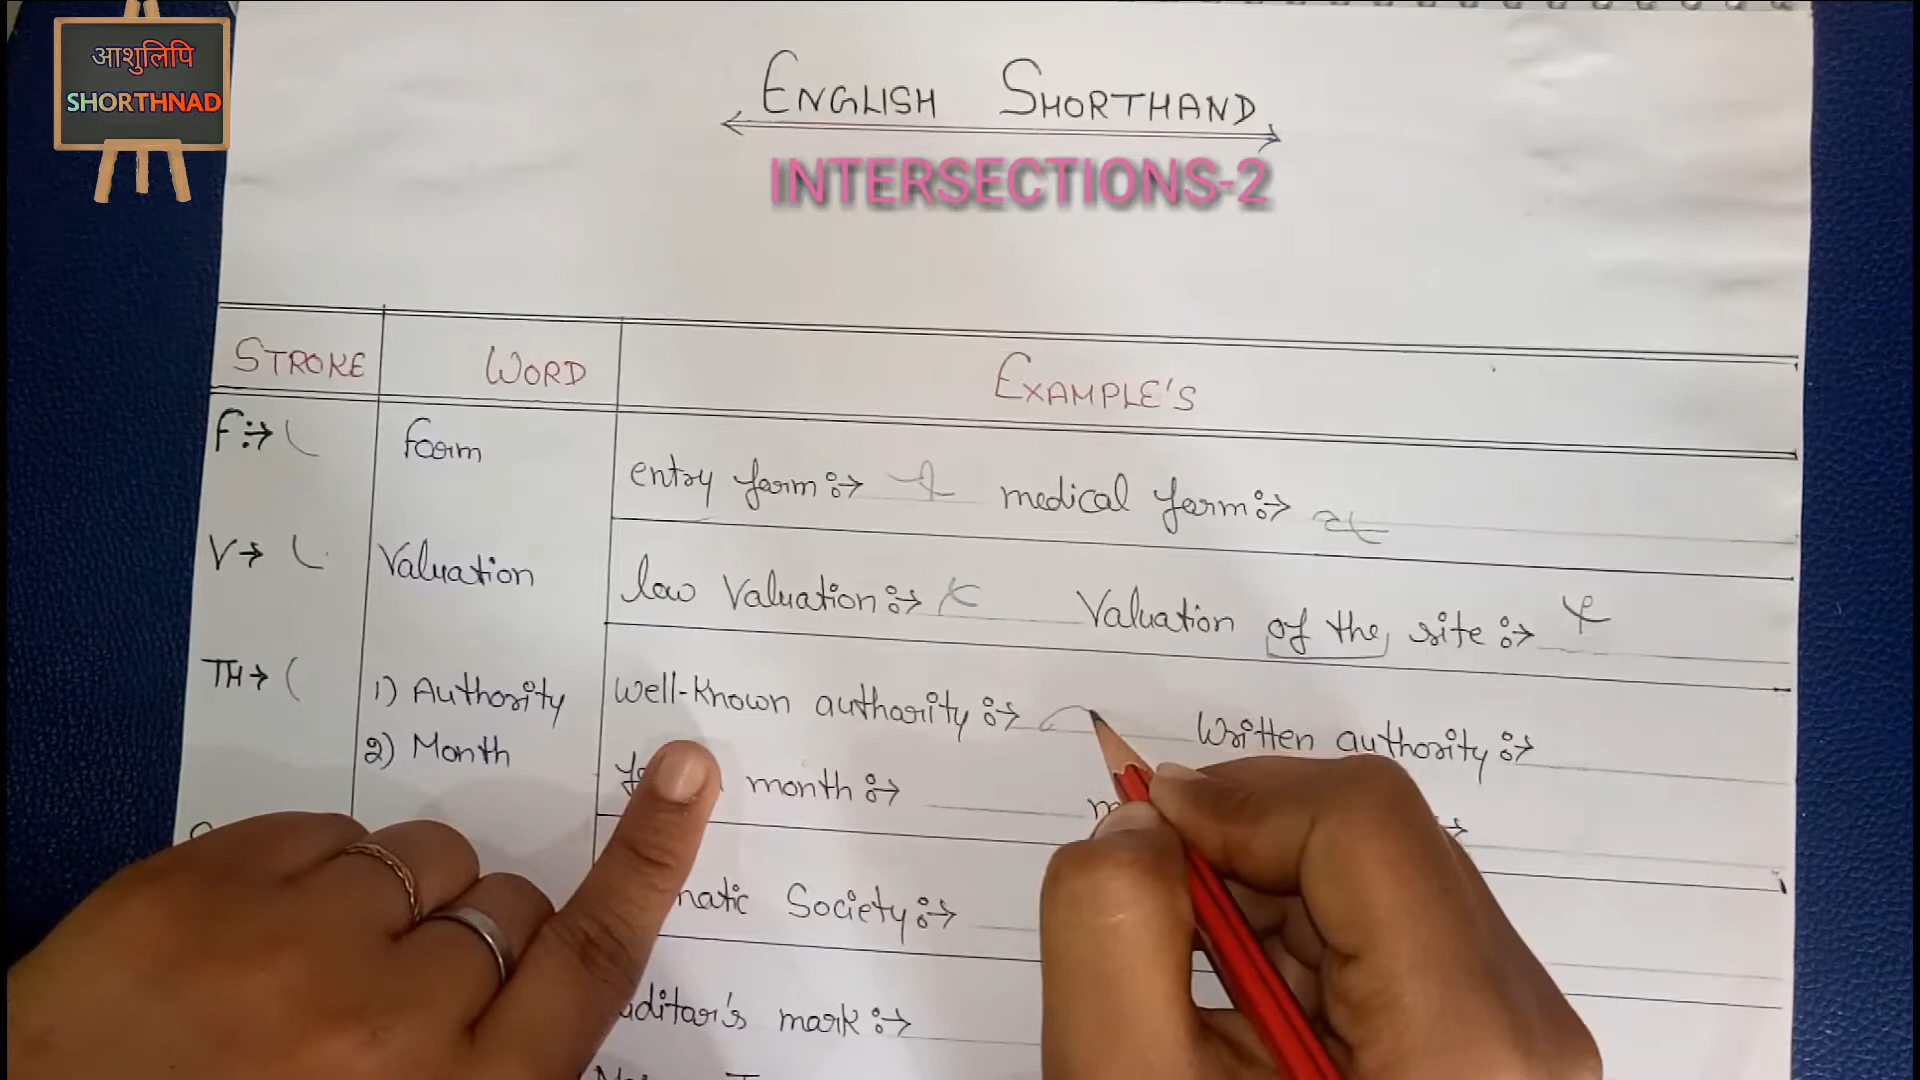 आशुलिपि
SHORTHNAD
ENGLISH SHORTHAND
INTERSECTIONS-2
STROKE WORD EXAMPLE'S
F:→ Form entry form:→ medical form:→
V→ Valuation low Valuation:→ Valuation of the site:→
TH→ 1) Authority well-known authority:→ Written authority:→
2) Month month:→
Society:→
mark:→